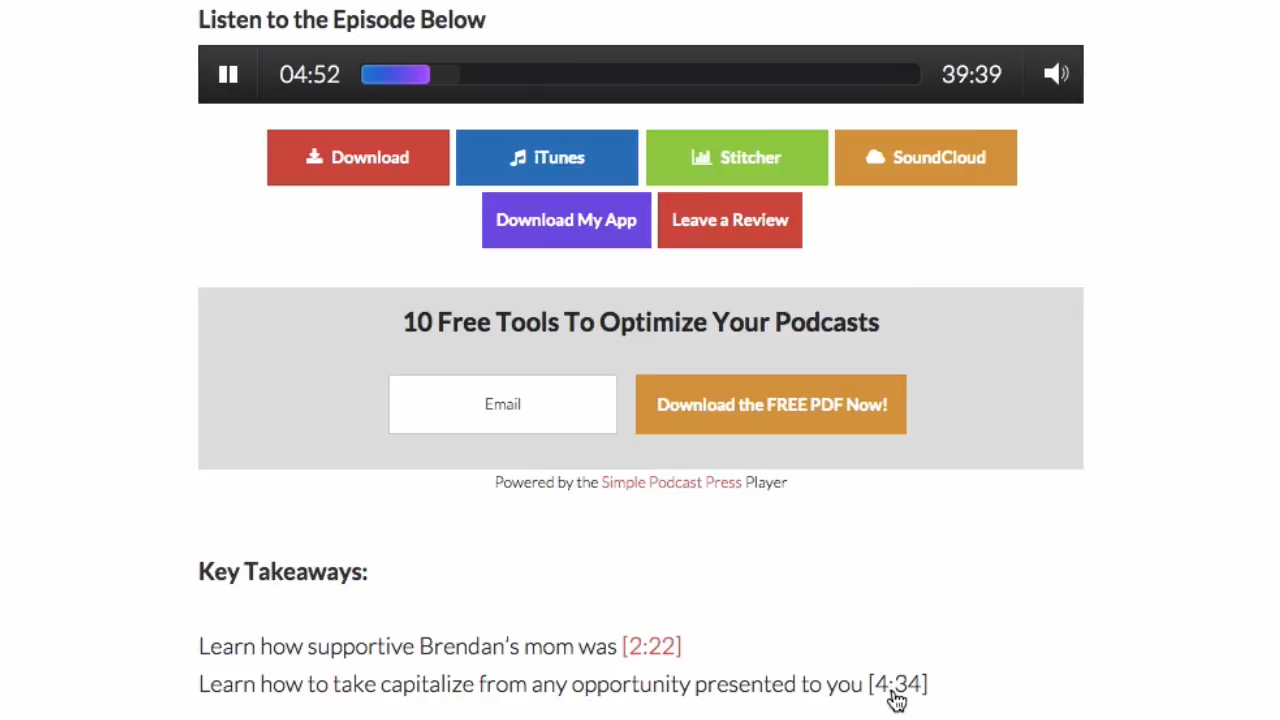 Listen to the Episode Below
04:52 39:39
Download iTunes Stitcher SoundCloud
Download My App Leave a Review
10 Free Tools To Optimize Your Podcasts
Email Download the FREE PDF Now!
Powered by the Simple Podcast Press Player
Key Takeaways:
Learn how supportive Brendan's mom was [2:22]
Learn how to take capitalize from any opportunity presented to you [4:34]